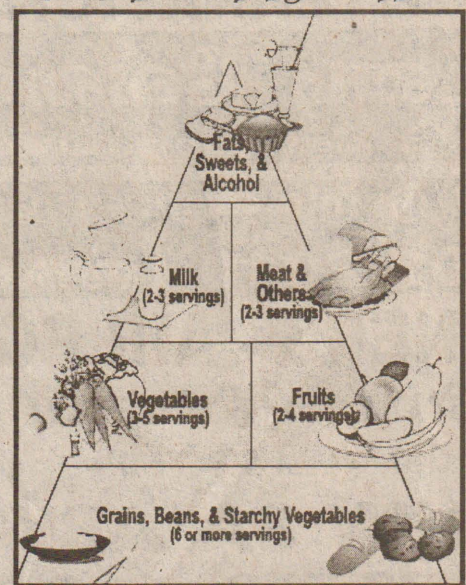 Fats,
Sweets, &
Alcohol
Milk
(2-3 servings)
Meat &
Others
(2-3 servings)
Vegetables
(3-5 servings)
Fruits
(2-4 servings)
Grains, Beans, & Starchy Vegetables
(6 or more servings)